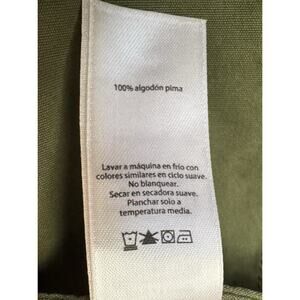 100% algodón pima
Lavar a máquina en frío con
colores similares en ciclo suave.
No blanquear.
Secar en secadora suave.
Planchar solo a
temperatura media.